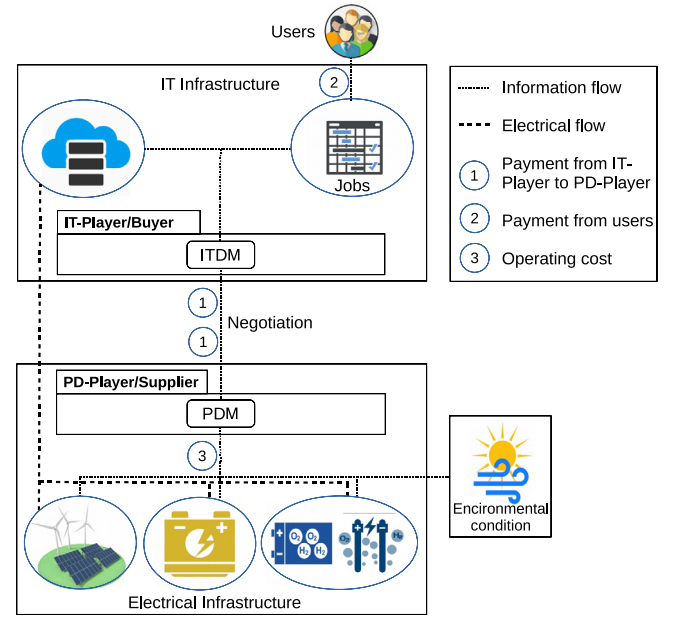 Users
IT Infrastructure
2
Jobs
IT-Player/Buyer
ITDM
1
Negotiation
1
PD-Player/Supplier
PDM
3
O2 O2
H2 H2
O2 H2
Electrical Infrastructure
Information flow
Electrical flow
1 Payment from IT-
Player to PD-Player
2 Payment from users
3 Operating cost
Encironmental
condition